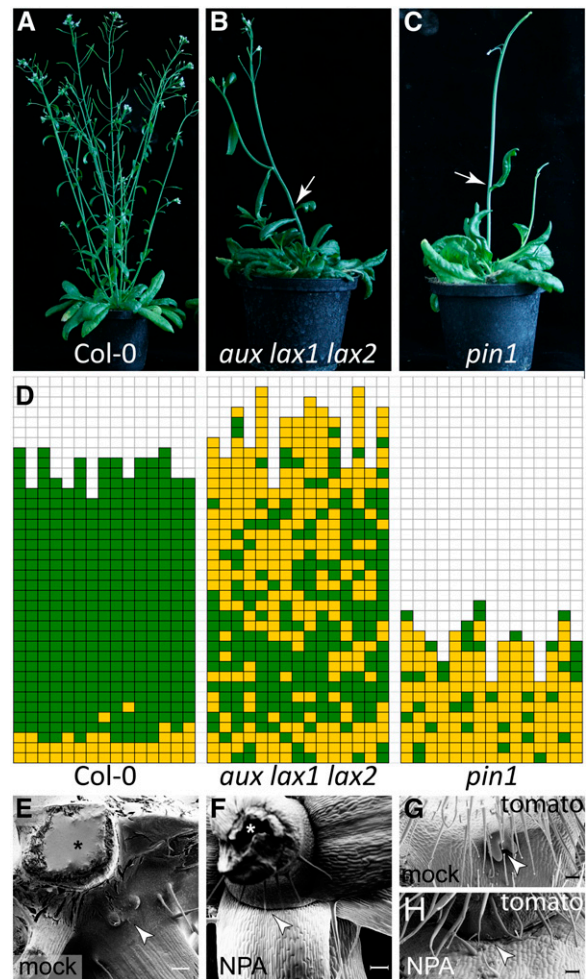 A
B
C
Col-0
aux lax1 lax2
pin1
D
Col-0
aux lax1 lax2
pin1
E
*
mock
F
*
NPA
G
tomato
mock
H
tomato
NPA